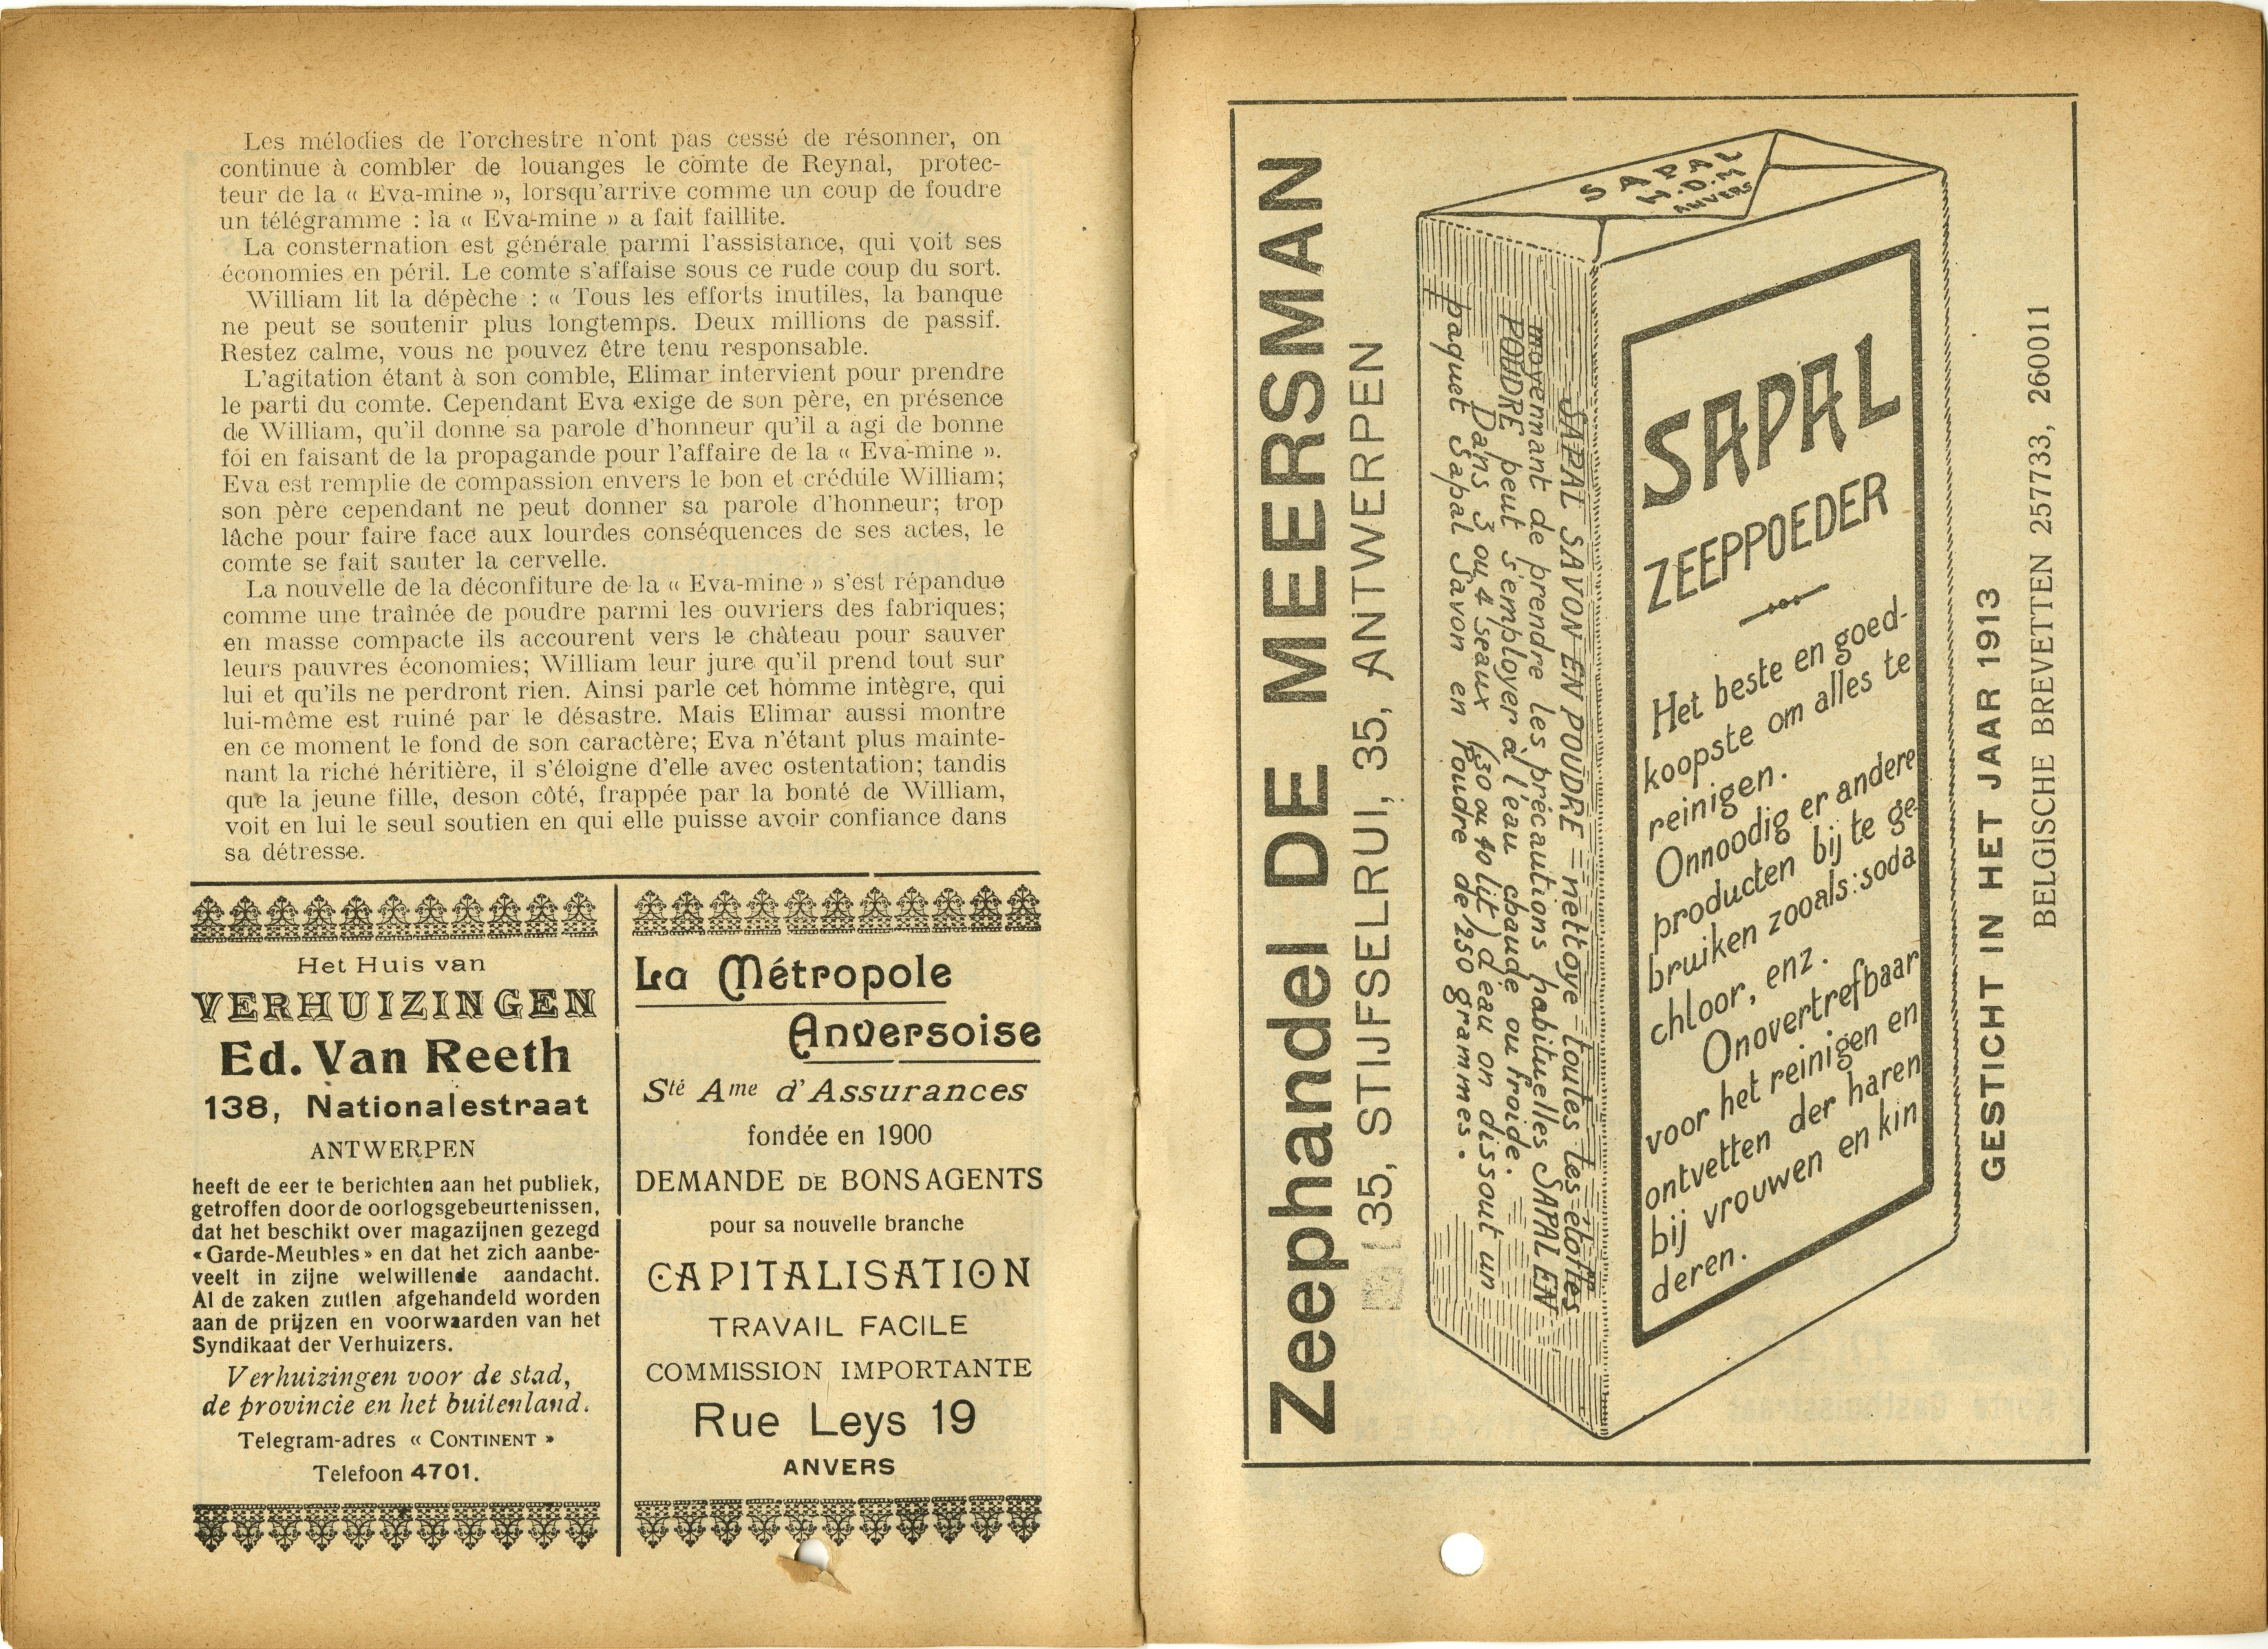 Les mélodies de l'orchestre n'ont pas cessé de résonner, on
continue à combler de louanges le comte de Reynal, protec-
teur de la « Eva-mine », lorsqu'arrive comme un coup de foudre
un télégramme : la « Eva-mine » a fait faillite.
La consternation est générale parmi l'assistance, qui voit ses
économies en péril. Le comte s'affaise sous ce rude coup du sort.
William lit la dépèche : « Tous les efforts inutiles, la banque
ne peut se soutenir plus longtemps. Deux millions de passif.
Restez calme, vous ne pouvez être tenu responsable.
L'agitation étant à son comble, Elimar intervient pour prendre
le parti du comte. Cependant Eva exige de son père, en présence
de William, qu'il donne sa parole d'honneur qu'il a agi de bonne
foi en faisant de la propagande pour l'affaire de la « Eva-mine ».
Eva est remplie de compassion envers le bon et crédule William;
son père cependant ne peut donner sa parole d'honneur; trop
lâche pour faire face aux lourdes conséquences de ses actes, le
comte se fait sauter la cervelle.
La nouvelle de la déconfiture de la « Eva-mine » s'est répandue
comme une traînée de poudre parmi les ouvriers des fabriques;
en masse compacte ils accourent vers le château pour sauver
leurs pauvres économies; William leur jure qu'il prend tout sur
lui et qu'ils ne perdront rien. Ainsi parle cet homme intègre, qui
lui-même est ruiné par le désastre. Mais Elimar aussi montre
en ce moment le fond de son caractère; Eva n'étant plus mainte-
nant la riche héritière, il s'éloigne d'elle avec ostentation; tandis
que la jeune fille, deson côté, frappée par la bonté de William,
voit en lui le seul soutien en qui elle puisse avoir confiance dans
sa détresse.
Het Huis van
VERHUIZINGEN
Ed. Van Reeth
138, Nationalestraat
ANTWERPEN
heeft de eer te berichten aan het publiek,
getroffen door de oorlogsgebeurtenissen,
dat het beschikt over magazijnen gezegd
« Garde-Meubles » en dat het zich aanbe-
veelt in zijne welwillende aandacht.
Al de zaken zullen afgehandeld worden
aan de prijzen en voorwaarden van het
Syndikaat der Verhuizers.
Verhuizingen voor de stad,
de provincie en het buitenland.
Telegram-adres « CONTINENT »
Telefoon 4701.
La Métropole
Anversoise
Sté Ame d'Assurances
fondée en 1900
DEMANDE DE BONS AGENTS
pour sa nouvelle branche
CAPITALISATION
TRAVAIL FACILE
COMMISSION IMPORTANTE
Rue Leys 19
ANVERS
Zeephandel DE MEERSMAN
35, STIJFSELRUI, 35, ANTWERPEN
SAPAL
H.D.M
ANVERS
SAPAL SAVON EN POUDRE = nettoye = toutes les étoffes
moyennant de prendre les précautions habituelles SAPAL EN
POUDRE peut s'employer à l'eau chaude ou froide.
Dans 3 ou 4 seaux (30 ou 40 lit) d'eau on dissout un
paquet Sapal Savon en Poudre de 250 grammes.
SAPAL
ZEEPPOEDER
Het beste en goed-
koopste om alles te
reinigen.
Onnoodig er andere
producten bij te ge-
bruiken zooals: soda
chloor, enz.
Onovertrefbaar
voor het reinigen en
ontvetten der haren
bij vrouwen en kin
deren.
GESTICHT IN HET JAAR 1913
BELGISCHE BREVETTEN 257733, 260011